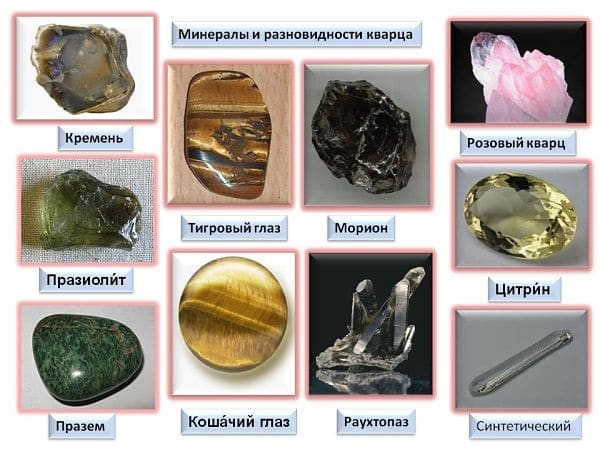 Минералы и разновидности кварца
Кремень
Тигровый глаз
Морион
Розовый кварц
Празиоли́т
Цитри́н
Празем
Коша́чий глаз
Раухтопаз
Синтетический